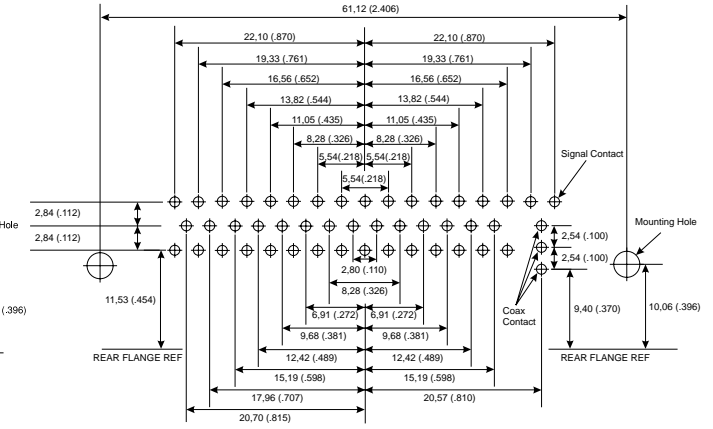 61,12 (2.406)
22,10 (.870) 22,10 (.870)
19,33 (.761) 19,33 (.761)
16,56 (.652) 16,56 (.652)
13,82 (.544) 13,82 (.544)
11,05 (.435) 11,05 (.435)
8,28 (.326) 8,28 (.326)
5,54(.218) 5,54(.218)
5,54(.218)
Signal Contact
2,84 (.112)
Hole
2,84 (.112)
Mounting Hole
2,54 (.100)
2,54 (.100)
2,80 (.110)
8,28 (.326)
11,53 (.454)
(.396)
6,91 (.272) 6,91 (.272)
Coax
Contact
9,40 (.370)
10,06 (.396)
9,68 (.381) 9,68 (.381)
REAR FLANGE REF
12,42 (.489) 12,42 (.489)
REAR FLANGE REF
15,19 (.598) 15,19 (.598)
17,96 (.707) 20,57 (.810)
20,70 (.815)